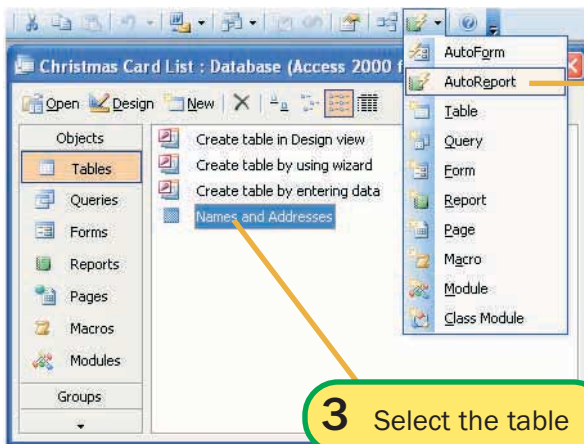 Christmas Card List : Database (Access 2000 f
Open Design New
Objects
Tables
Queries
Forms
Reports
Pages
Macros
Modules
Groups
Create table in Design view
Create table by using wizard
Create table by entering data
Names and Addresses
AutoForm
AutoReport
Table
Query
Form
Report
Page
Macro
Module
Class Module
3 Select the table